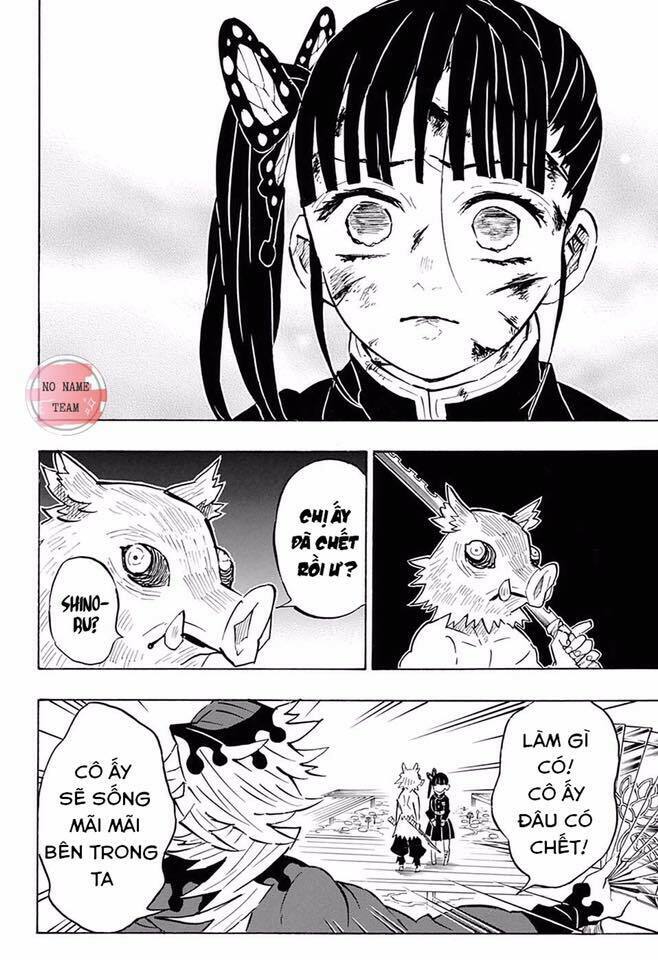 NO NAME
TEAM
CHỊ ẤY
ĐÃ CHẾT
RỒI Ư?
SHINO-
BU?
LÀM GÌ
CÓ!
CÔ ẤY
ĐÂU CÓ
CHẾT!
CÔ ẤY
SẼ SỐNG
MÃI MÃI
BÊN TRONG
TA